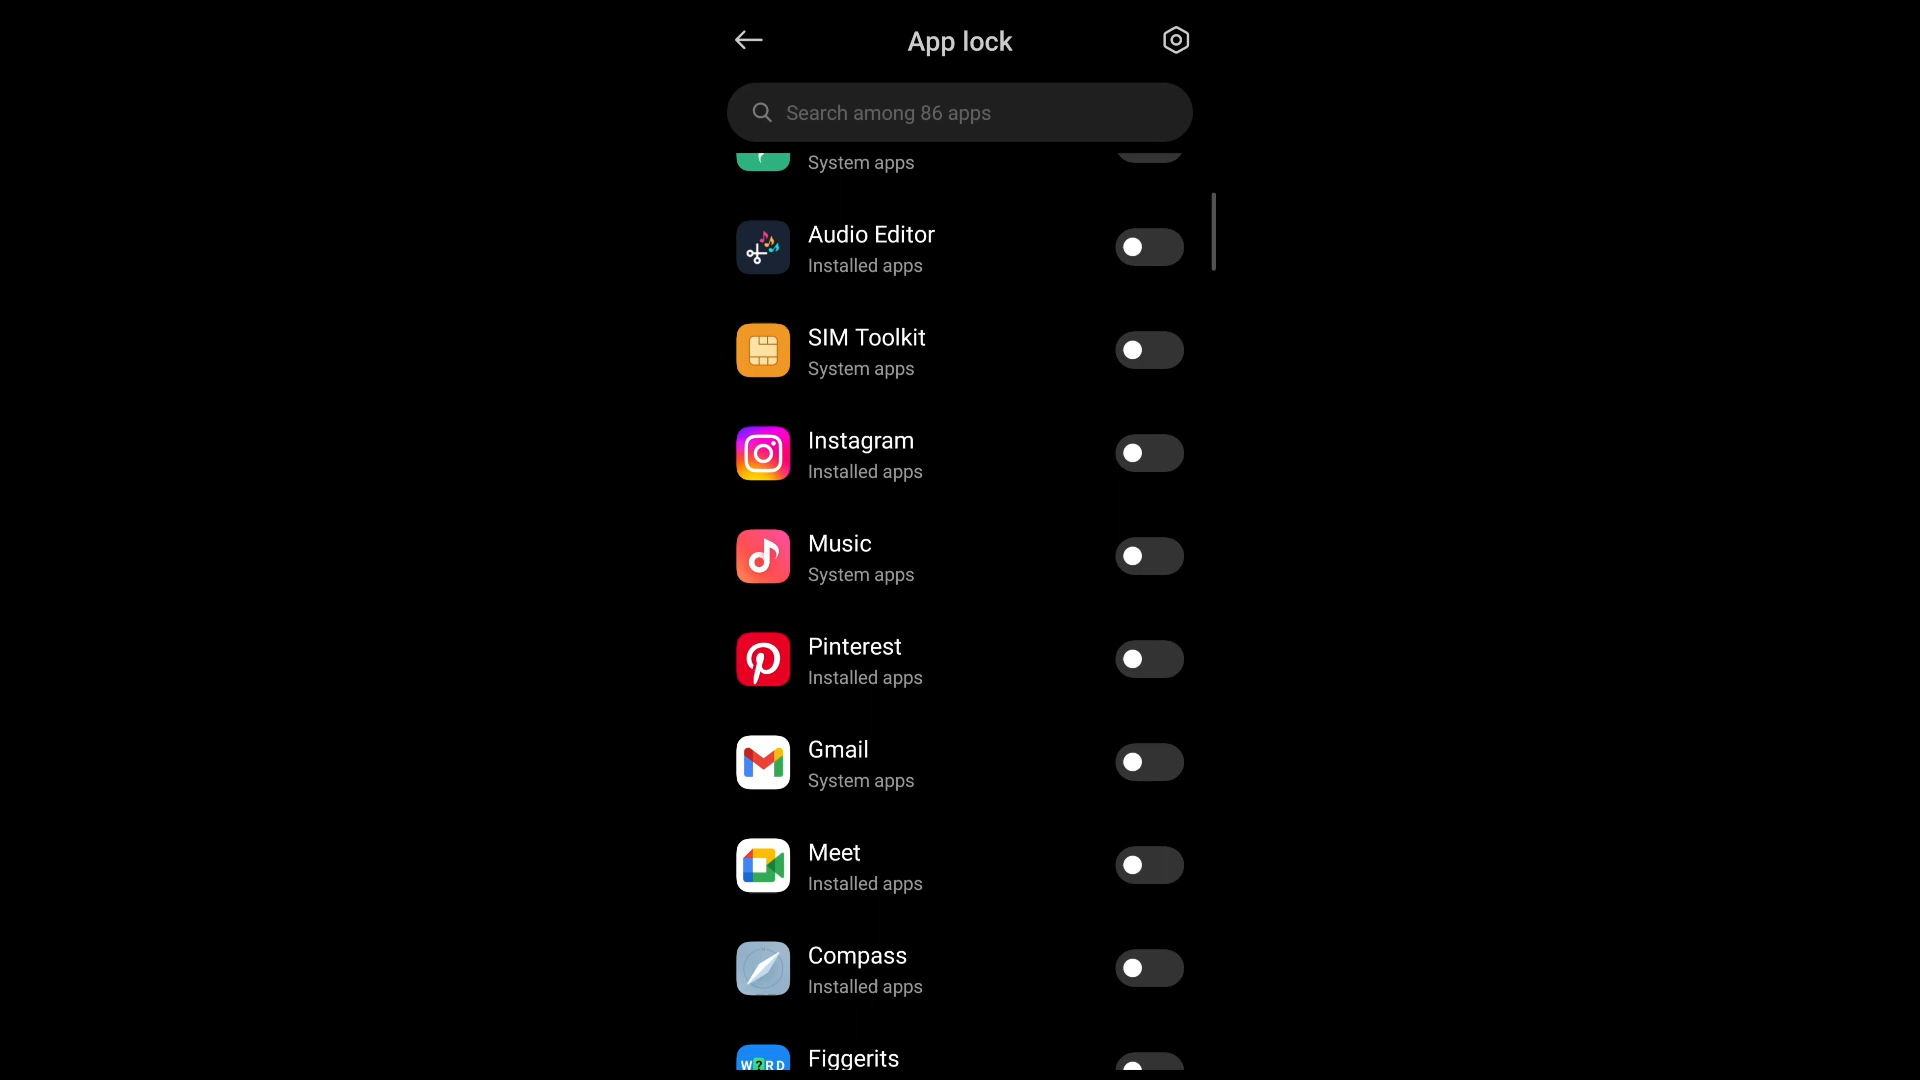 App lock
Search among 86 apps
System apps
Audio Editor
Installed apps
SIM Toolkit
System apps
Instagram
Installed apps
Music
System apps
Pinterest
Installed apps
Gmail
System apps
Meet
Installed apps
Compass
Installed apps
Figgerits
W?RD